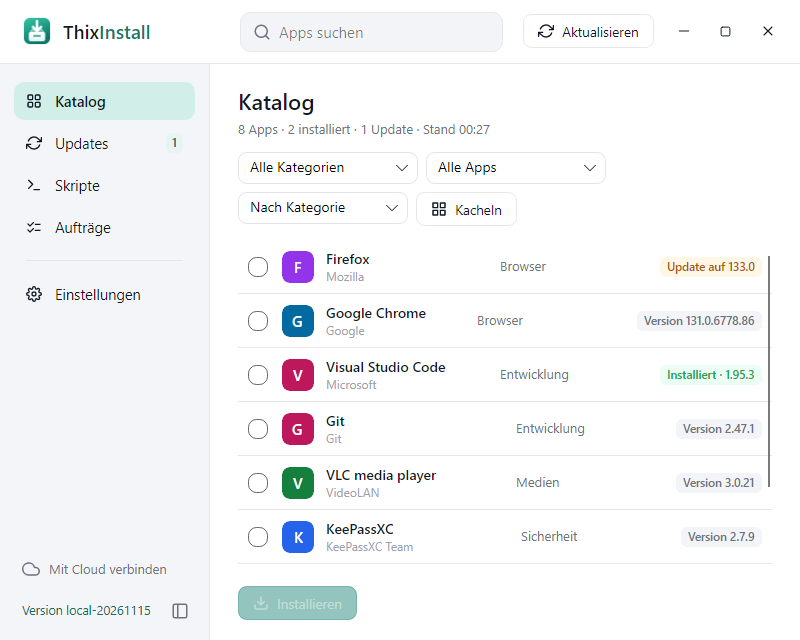 ThixInstall
Apps suchen
Aktualisieren
Katalog
Updates
1
Skripte
Aufträge
Einstellungen
Mit Cloud verbinden
Version local-20261115
Katalog
8 Apps · 2 installiert · 1 Update · Stand 00:27
Alle Kategorien
Alle Apps
Nach Kategorie
Kacheln
F
Firefox
Mozilla
Browser
Update auf 133.0
G
Google Chrome
Google
Browser
Version 131.0.6778.86
V
Visual Studio Code
Microsoft
Entwicklung
Installiert · 1.95.3
G
Git
Git
Entwicklung
Version 2.47.1
V
VLC media player
VideoLAN
Medien
Version 3.0.21
K
KeePassXC
KeePassXC Team
Sicherheit
Version 2.7.9
Installieren